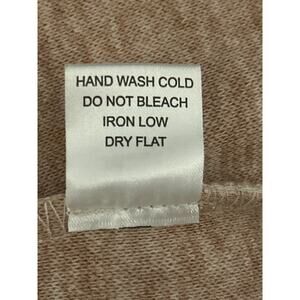 HAND WASH COLD
DO NOT BLEACH
IRON LOW
DRY FLAT